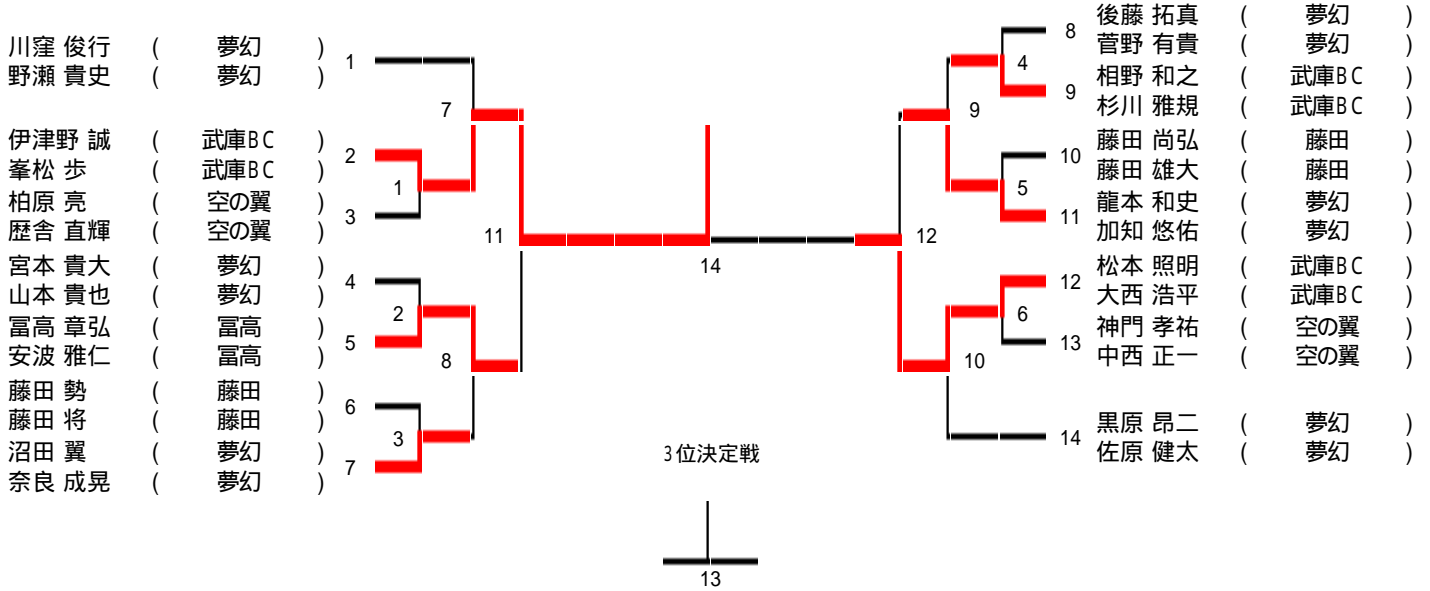 川窪 俊行 ( 夢幻 )
野瀬 貴史 ( 夢幻 )
1
伊津野 誠 ( 武庫BC )
峯松 歩 ( 武庫BC )
2
柏原 亮 ( 空の翼 )
歴舎 直輝 ( 空の翼 )
3
宮本 貴大 ( 夢幻 )
山本 貴也 ( 夢幻 )
4
冨高 章弘 ( 冨高 )
安波 雅仁 ( 冨高 )
5
藤田 勢 ( 藤田 )
藤田 将 ( 藤田 )
6
沼田 翼 ( 夢幻 )
奈良 成晃 ( 夢幻 )
7
7
1
11
2
8
3
14
3位決定戦
13
4
9
5
12
6
10
8
後藤 拓真 ( 夢幻 )
菅野 有貴 ( 夢幻 )
9
相野 和之 ( 武庫BC )
杉川 雅規 ( 武庫BC )
10
藤田 尚弘 ( 藤田 )
藤田 雄大 ( 藤田 )
11
龍本 和史 ( 夢幻 )
加知 悠佑 ( 夢幻 )
12
松本 照明 ( 武庫BC )
大西 浩平 ( 武庫BC )
13
神門 孝祐 ( 空の翼 )
中西 正一 ( 空の翼 )
14
黒原 昂二 ( 夢幻 )
佐原 健太 ( 夢幻 )